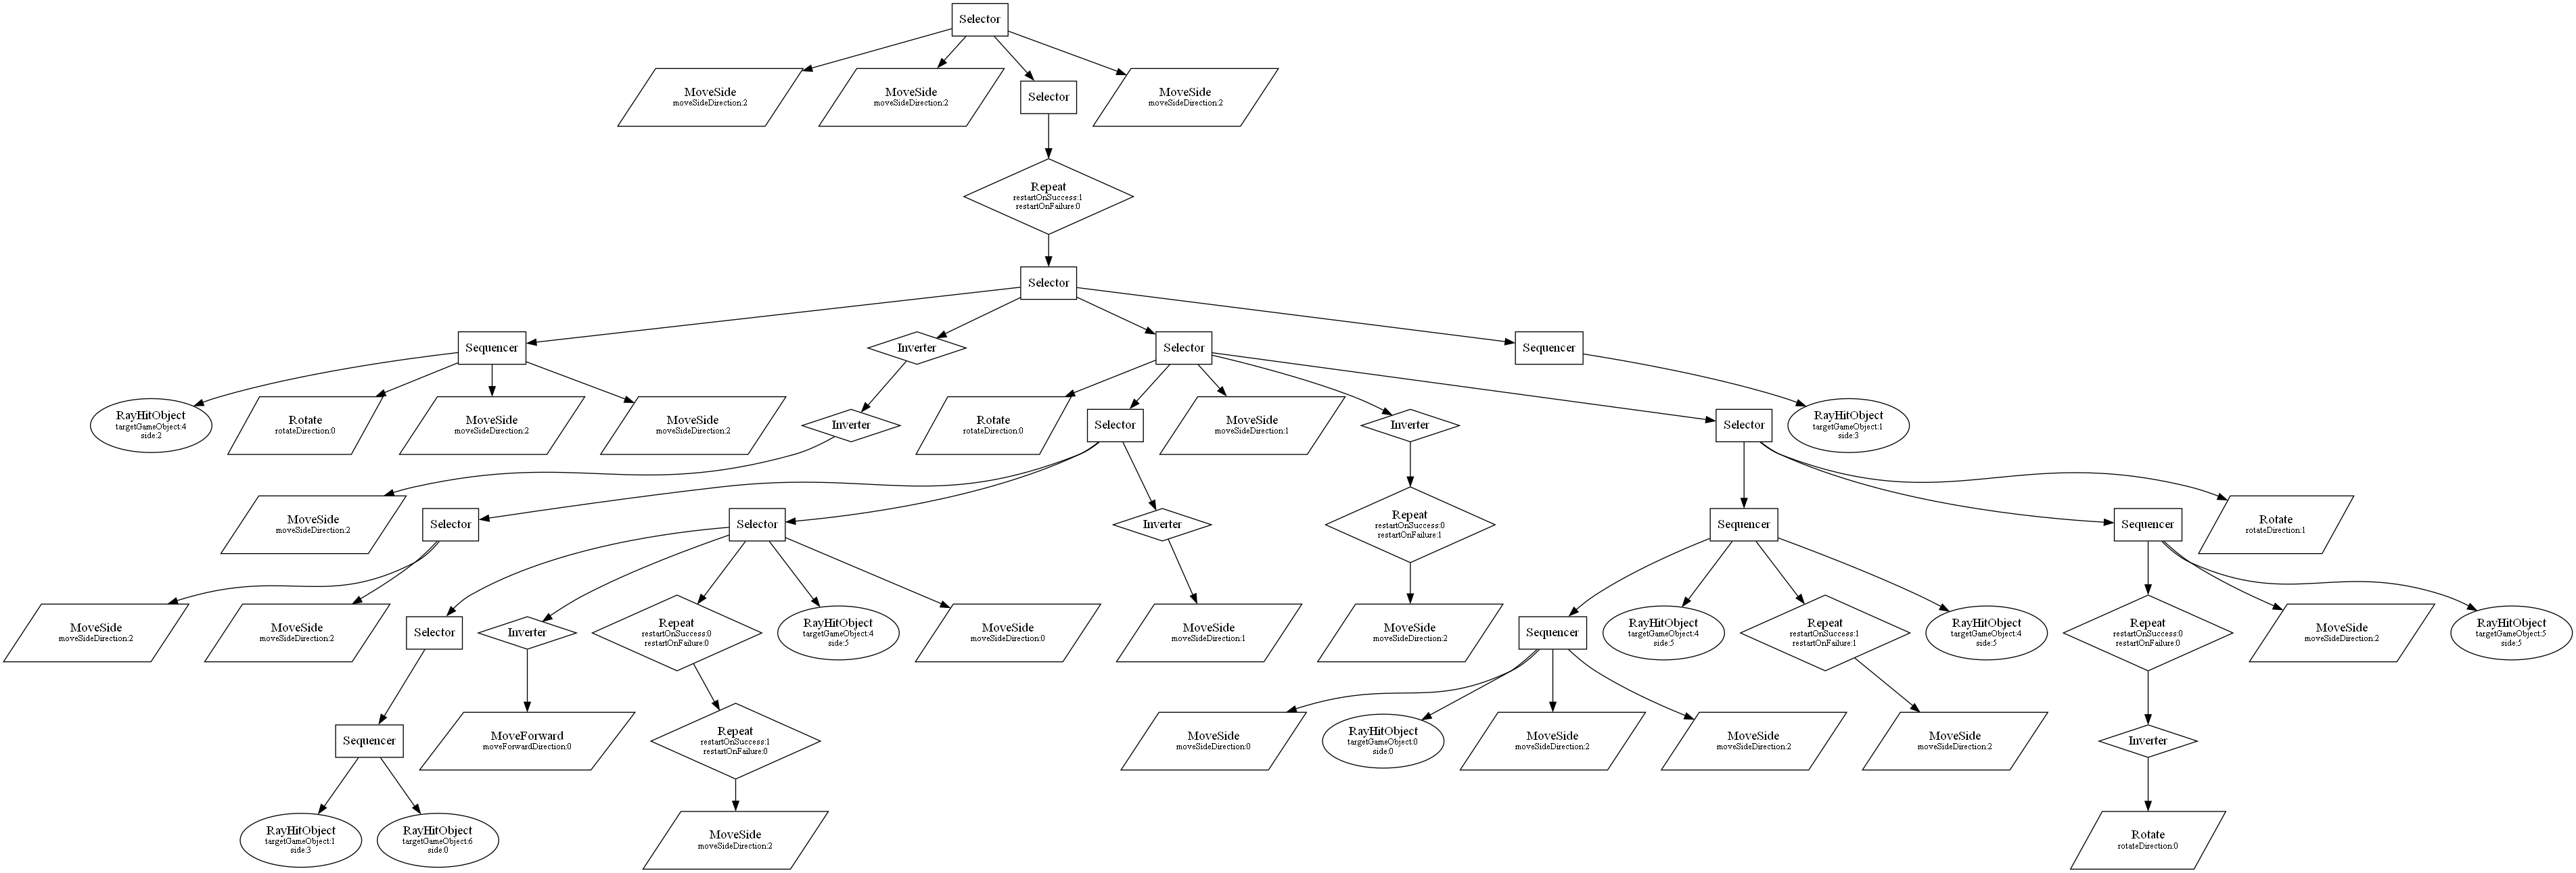 Selector
MoveSide
moveSideDirection:2
MoveSide
moveSideDirection:2
Selector
MoveSide
moveSideDirection:2
Repeat
restartOnSuccess:1
restartOnFailure:0
Selector
Sequencer
Inverter
Selector
Sequencer
RayHitObject
targetGameObject:4
side:2
Rotate
rotateDirection:0
MoveSide
moveSideDirection:2
MoveSide
moveSideDirection:2
Inverter
Rotate
rotateDirection:0
Selector
MoveSide
moveSideDirection:1
Inverter
Selector
RayHitObject
targetGameObject:1
side:3
MoveSide
moveSideDirection:2
Selector
Selector
Inverter
Repeat
restartOnSuccess:0
restartOnFailure:1
Sequencer
Sequencer
Rotate
rotateDirection:1
MoveSide
moveSideDirection:2
MoveSide
moveSideDirection:2
Selector
Inverter
Repeat
restartOnSuccess:0
restartOnFailure:0
RayHitObject
targetGameObject:4
side:5
MoveSide
moveSideDirection:0
MoveSide
moveSideDirection:1
MoveSide
moveSideDirection:2
Sequencer
RayHitObject
targetGameObject:4
side:5
Repeat
restartOnSuccess:1
restartOnFailure:1
RayHitObject
targetGameObject:4
side:5
Repeat
restartOnSuccess:0
restartOnFailure:0
MoveSide
moveSideDirection:2
RayHitObject
targetGameObject:5
side:5
Sequencer
MoveForward
moveForwardDirection:0
Repeat
restartOnSuccess:1
restartOnFailure:0
MoveSide
moveSideDirection:0
RayHitObject
targetGameObject:0
side:0
MoveSide
moveSideDirection:2
MoveSide
moveSideDirection:2
MoveSide
moveSideDirection:2
Inverter
RayHitObject
targetGameObject:1
side:3
RayHitObject
targetGameObject:6
side:0
MoveSide
moveSideDirection:2
Rotate
rotateDirection:0